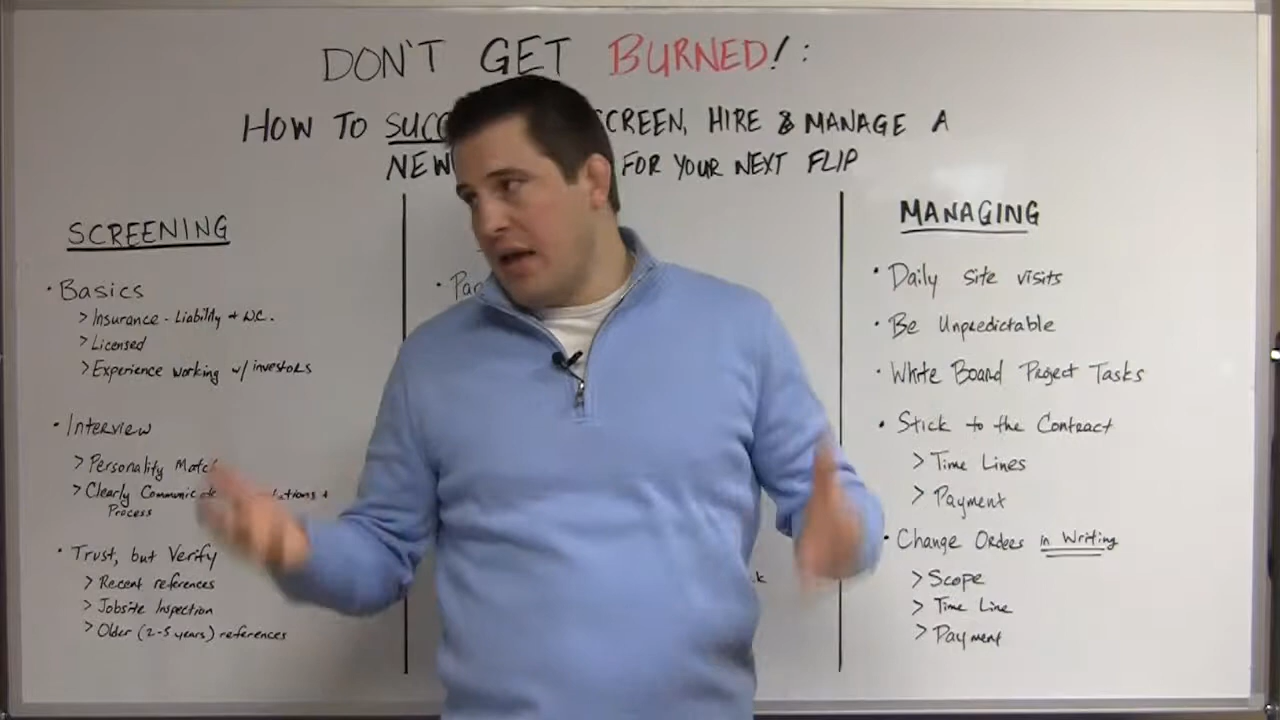 DON'T GET BURNED!:
HOW TO SUCC SCREEN, HIRE & MANAGE A
NEW FOR YOUR NEXT FLIP
SCREENING
• Basics
> Insurance - Liability + W.C.
> Licensed
> Experience working w/ investors
• Interview
> Personality Match
> Clearly
Process
• Trust, but Verify
> Recent references
> Jobsite Inspection
> Older (2-5 years) references
MANAGING
• Daily site visits
• Be Unpredictable
• White Board Project Tasks
• Stick to the Contract
> Time Lines
> Payment
• Change Orders in Writing
> Scope
> Time Line
> Payment